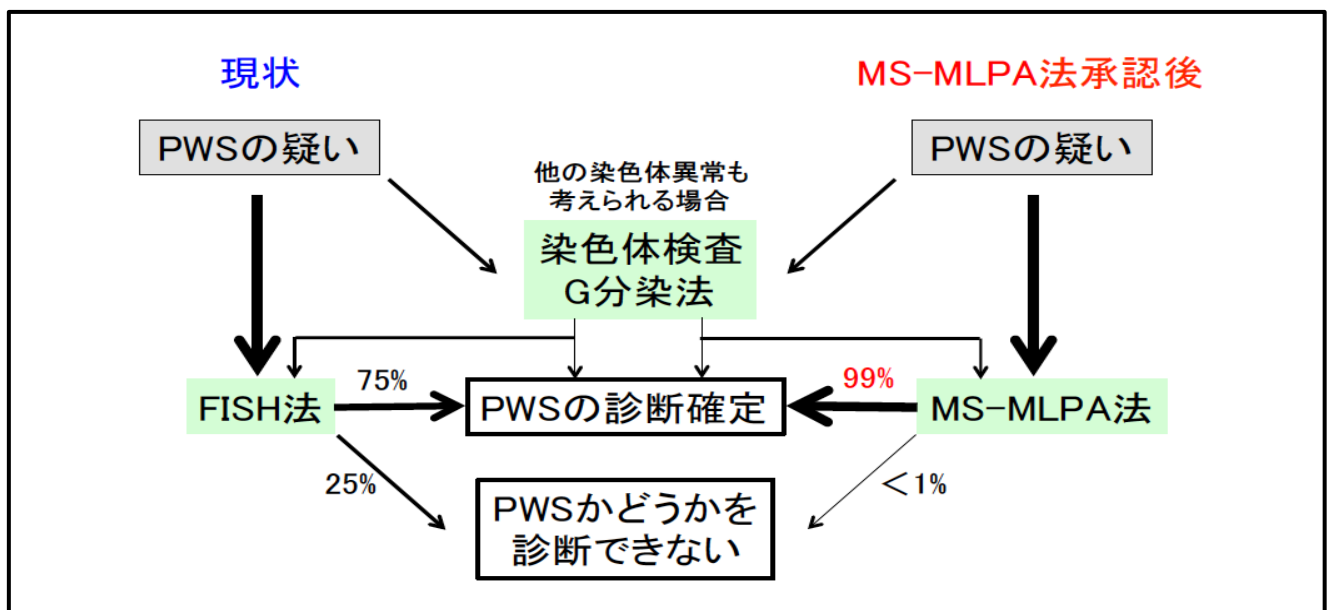 現状
MS-MLPA法承認後
PWSの疑い
PWSの疑い
他の染色体異常も
考えられる場合
染色体検査
G分染法
75%
99%
FISH法
PWSの診断確定
MS-MLPA法
25%
<1%
PWSかどうかを
診断できない